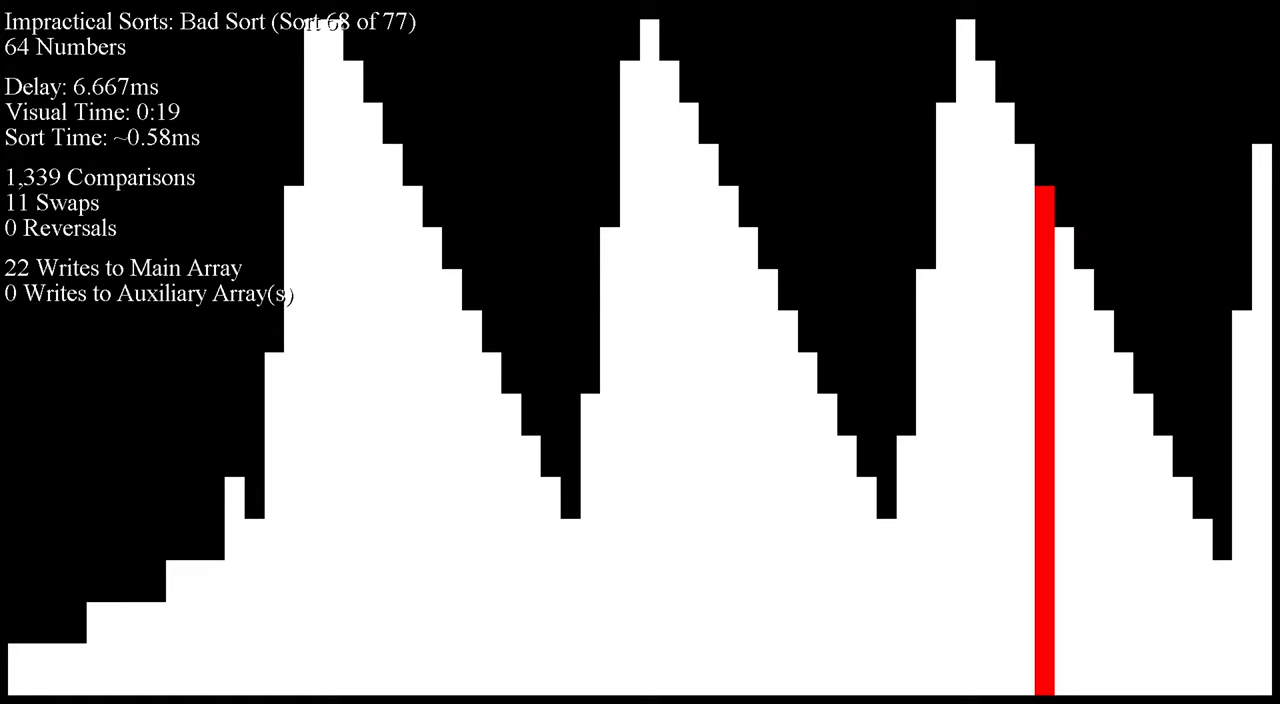 Impractical Sorts: Bad Sort (Sort 68 of 77)
64 Numbers
Delay: 6.667ms
Visual Time: 0:19
Sort Time: ~0.58ms
1,339 Comparisons
11 Swaps
0 Reversals
22 Writes to Main Array
0 Writes to Auxiliary Array(s)